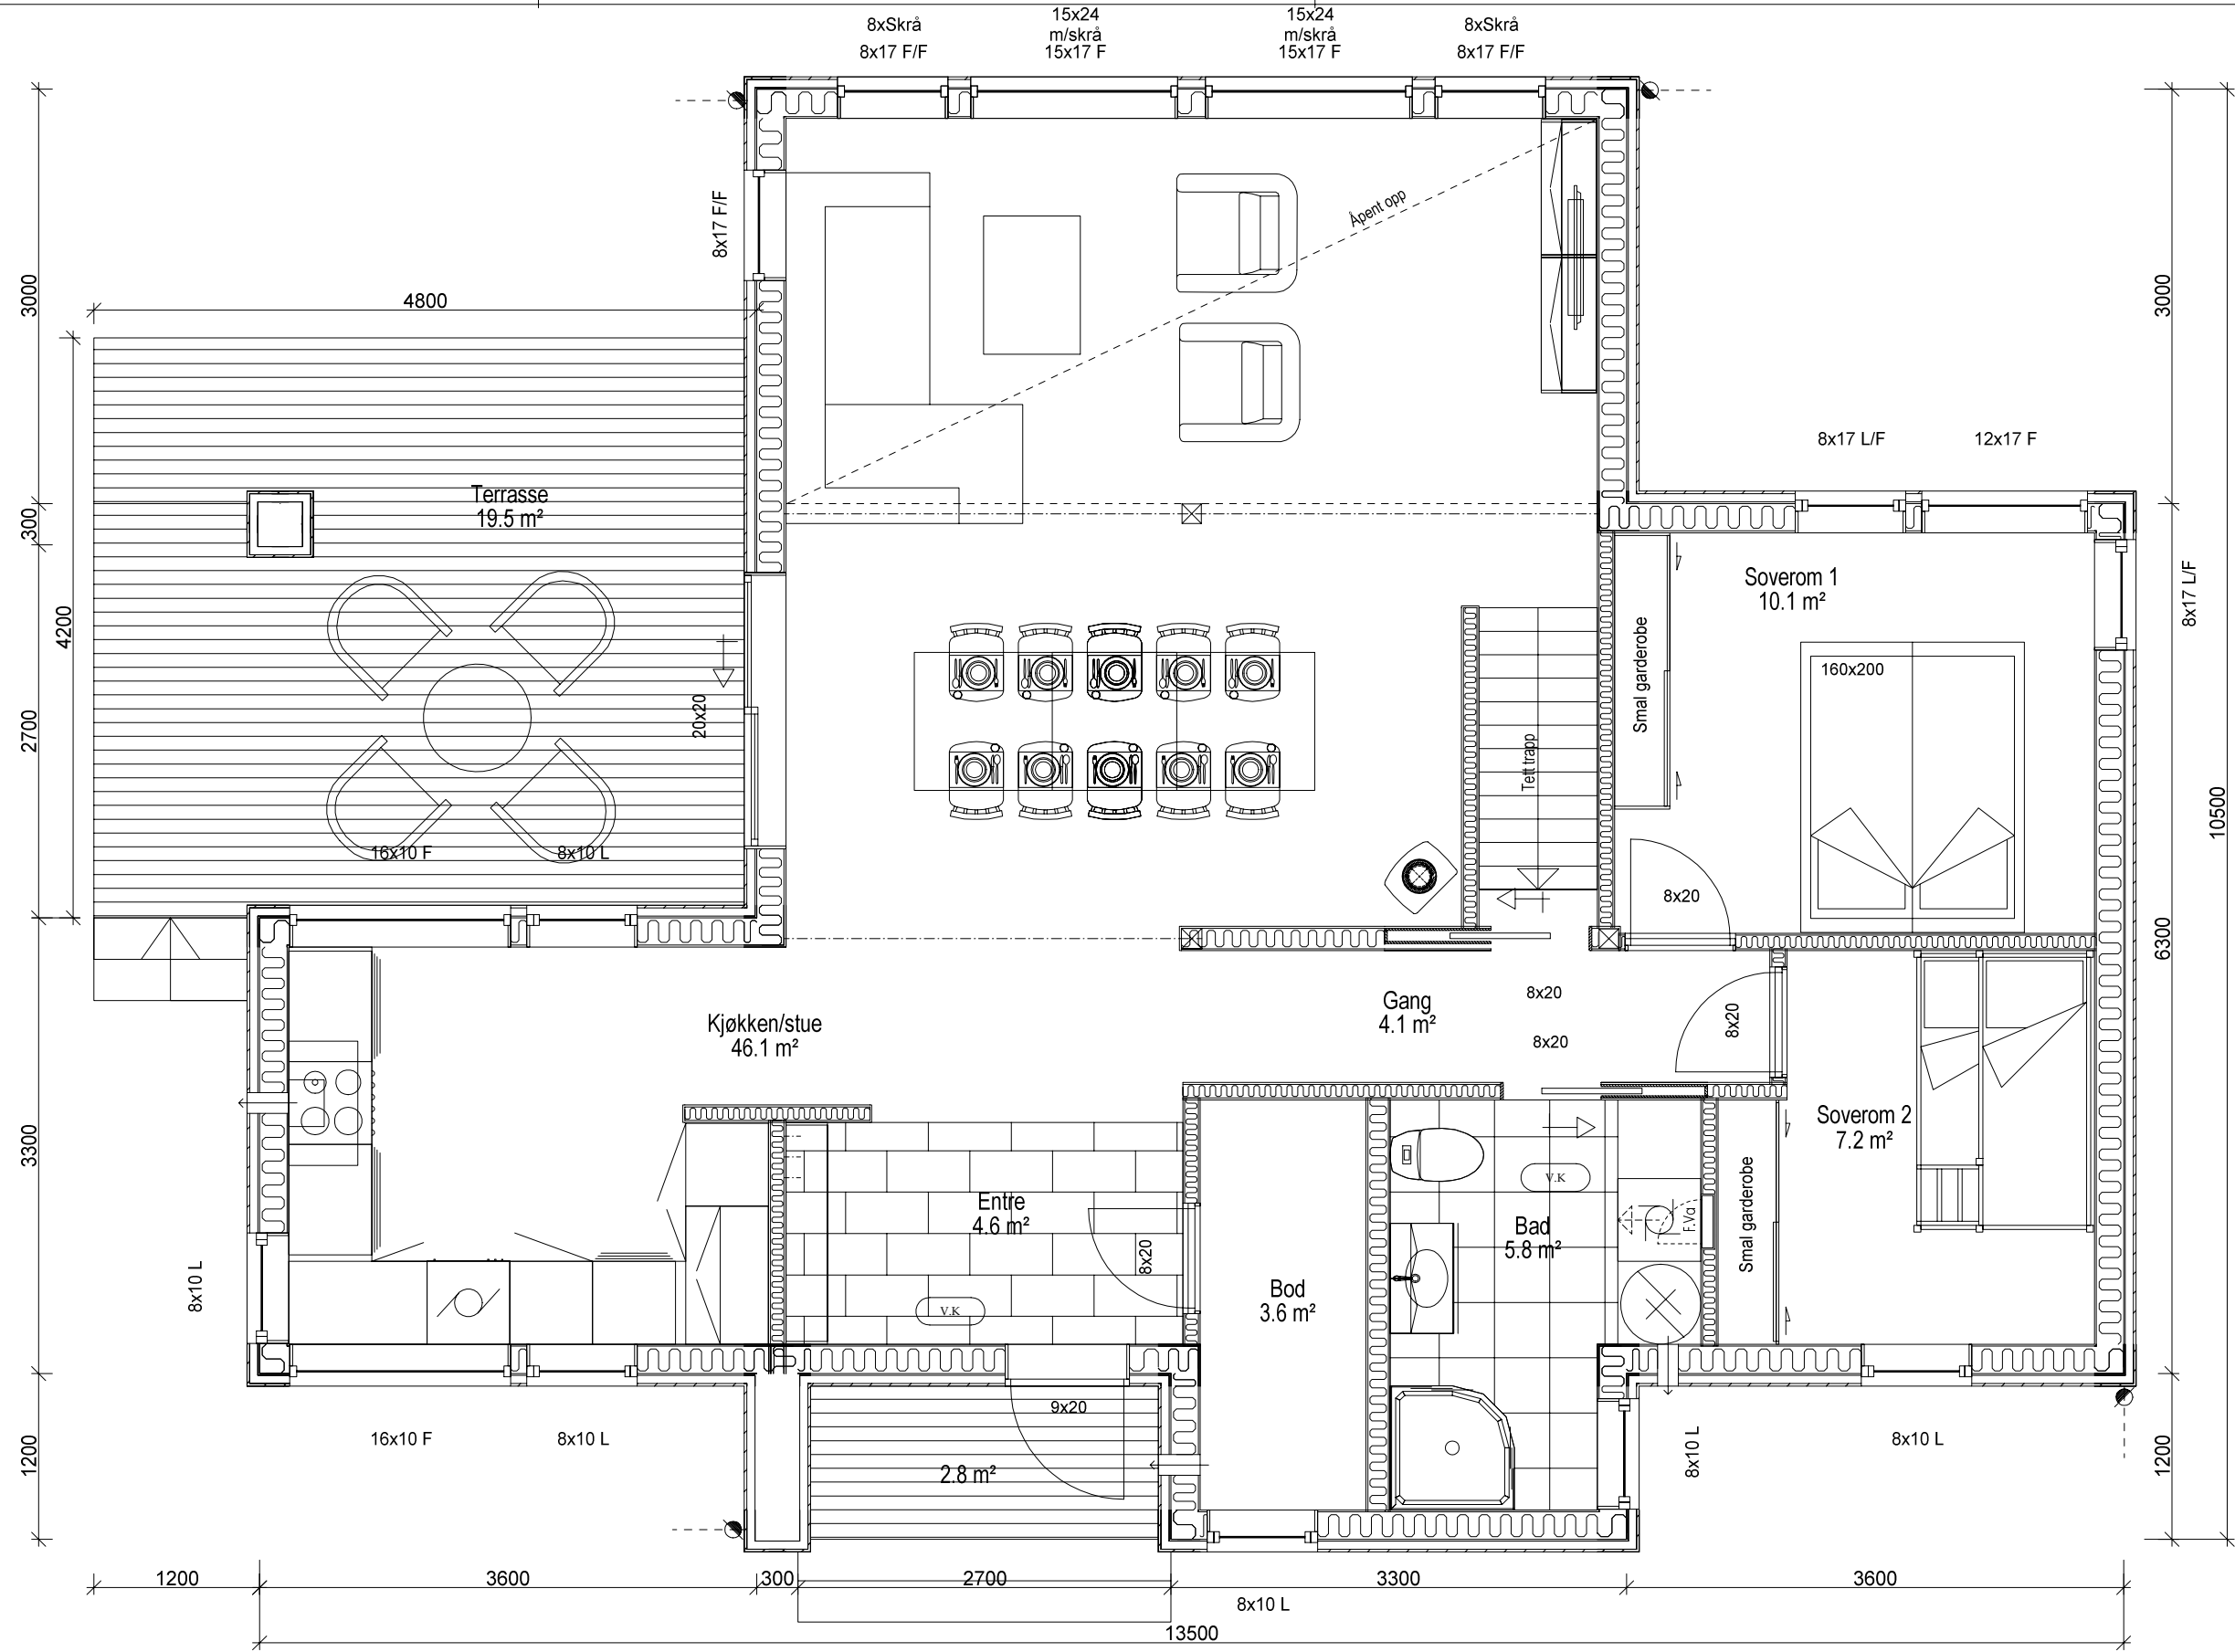 8xSkrå
8x17 F/F
15x24
m/skrå
15x17 F
15x24
m/skrå
15x17 F
8xSkrå
8x17 F/F
8x17 F/F
Åpent opp
3000
4800
3000
8x17 L/F
12x17 F
Terrasse
19.5 m²
300
4200
Soverom 1
10.1 m²
8x17 L/F
Smal garderobe
160x200
20x20
2700
Tett trapp
10500
16x10 F
8x10 L
8x20
6300
Kjøkken/stue
46.1 m²
Gang
4.1 m²
8x20
8x20
8x20
3300
Soverom 2
7.2 m²
V.K
Entre
4.6 m²
F.Va
Bad
5.8 m²
Smal garderobe
8x20
8x10 L
Bod
3.6 m²
V.K
9x20
16x10 F
8x10 L
8x10 L
8x10 L
1200
2.8 m²
1200
1200
3600
300
2700
3300
3600
8x10 L
13500